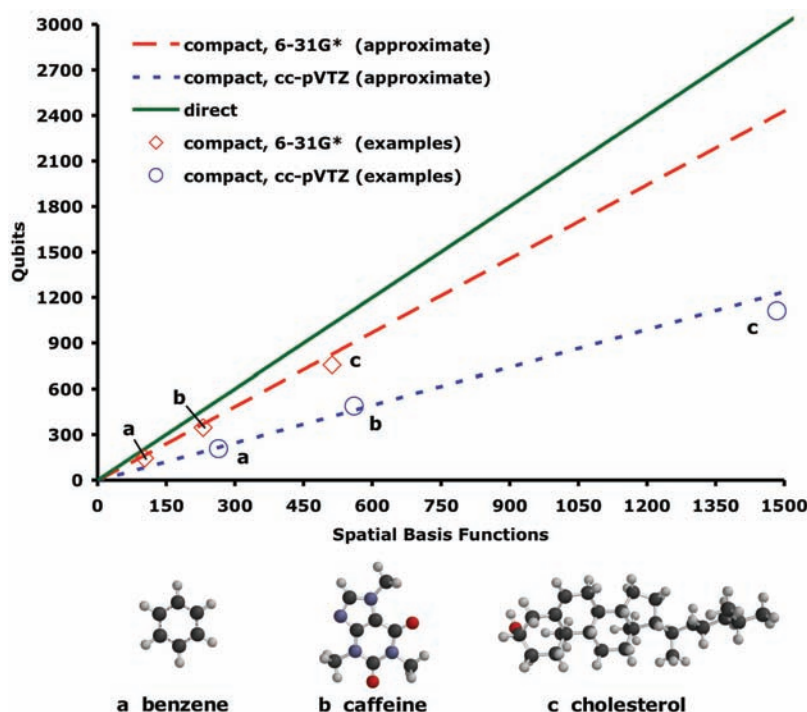 3000
2700
2400
2100
1800
1500
1200
900
600
300
0
Qubits
compact, 6-31G* (approximate)
compact, cc-pVTZ (approximate)
direct
compact, 6-31G* (examples)
compact, cc-pVTZ (examples)
a
b
c
a
b
c
0 150 300 450 600 750 900 1050 1200 1350 1500
Spatial Basis Functions
a benzene
b caffeine
c cholesterol